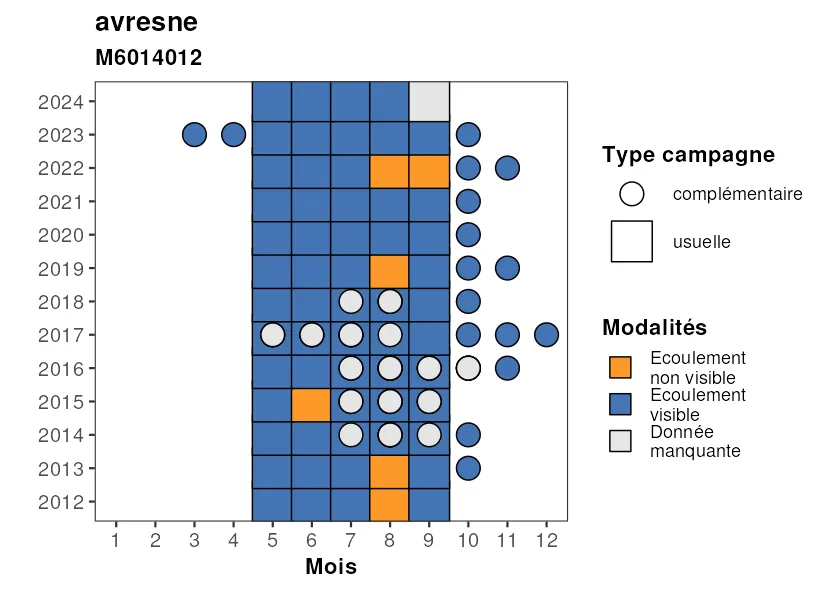 avresne
M6014012
2024
2023
2022
2021
2020
2019
2018
2017
2016
2015
2014
2013
2012
1 2 3 4 5 6 7 8 9 10 11 12
Mois
Type campagne
complémentaire
usuelle
Modalités
Ecoulement
non visible
Ecoulement
visible
Donnée
manquante